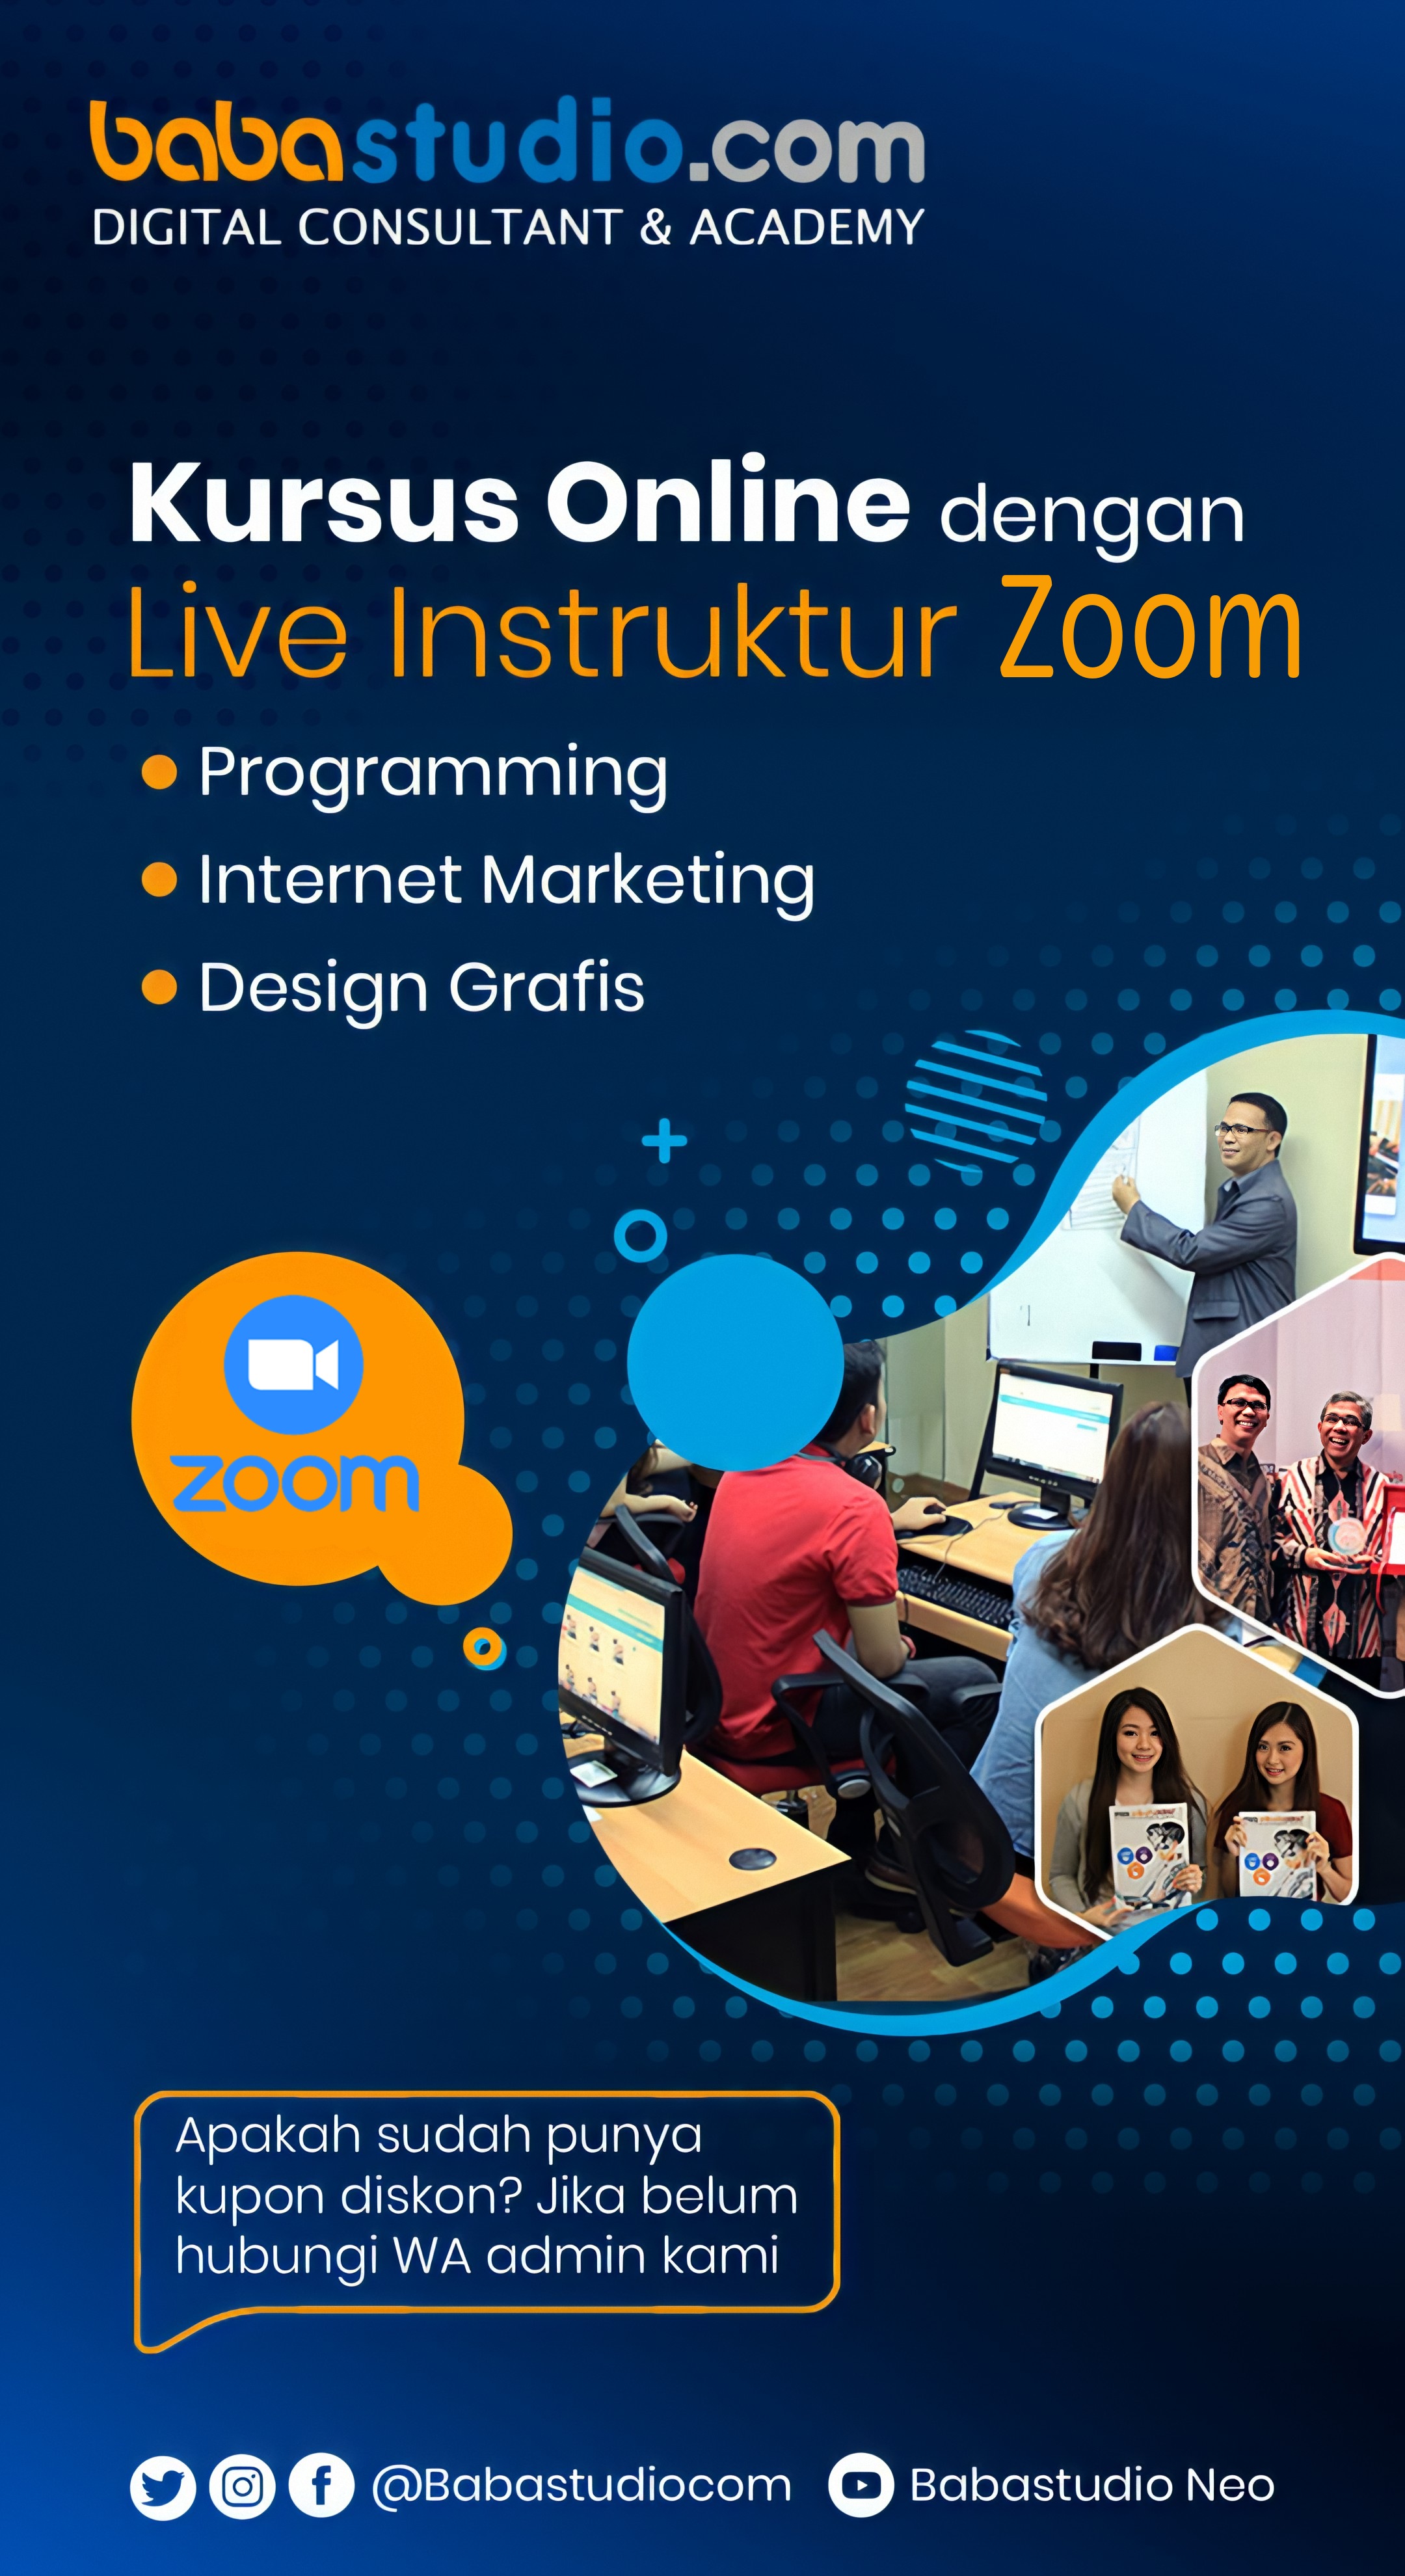 babastudio.com
DIGITAL CONSULTANT & ACADEMY
Kursus Online dengan
Live Instruktur Zoom
Programming
Internet Marketing
Design Grafis
zoom
Apakah sudah punya
kupon diskon? Jika belum
hubungi WA admin kami
@Babastudiocom
Babastudio Neo